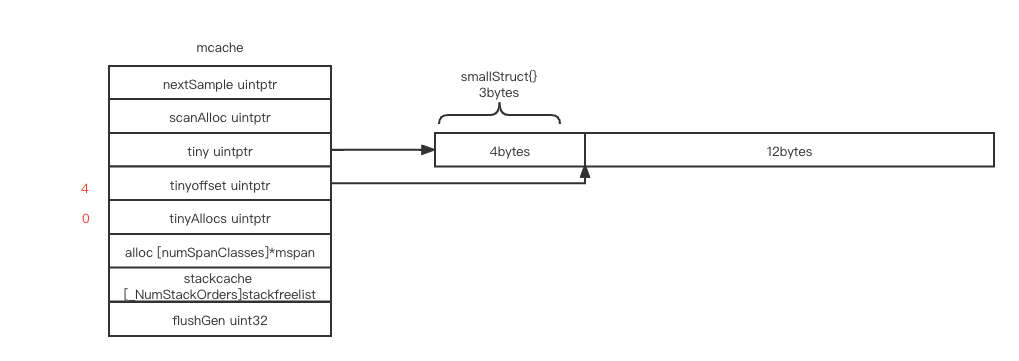 mcache
nextSample uintptr
scanAlloc uintptr
tiny uintptr
tinyoffset uintptr
tinyAllocs uintptr
alloc [numSpanClasses]*mspan
stackcache
[_NumStackOrders]stackfreelist
flushGen uint32
4
0
smallStruct{}
3bytes
4bytes
12bytes